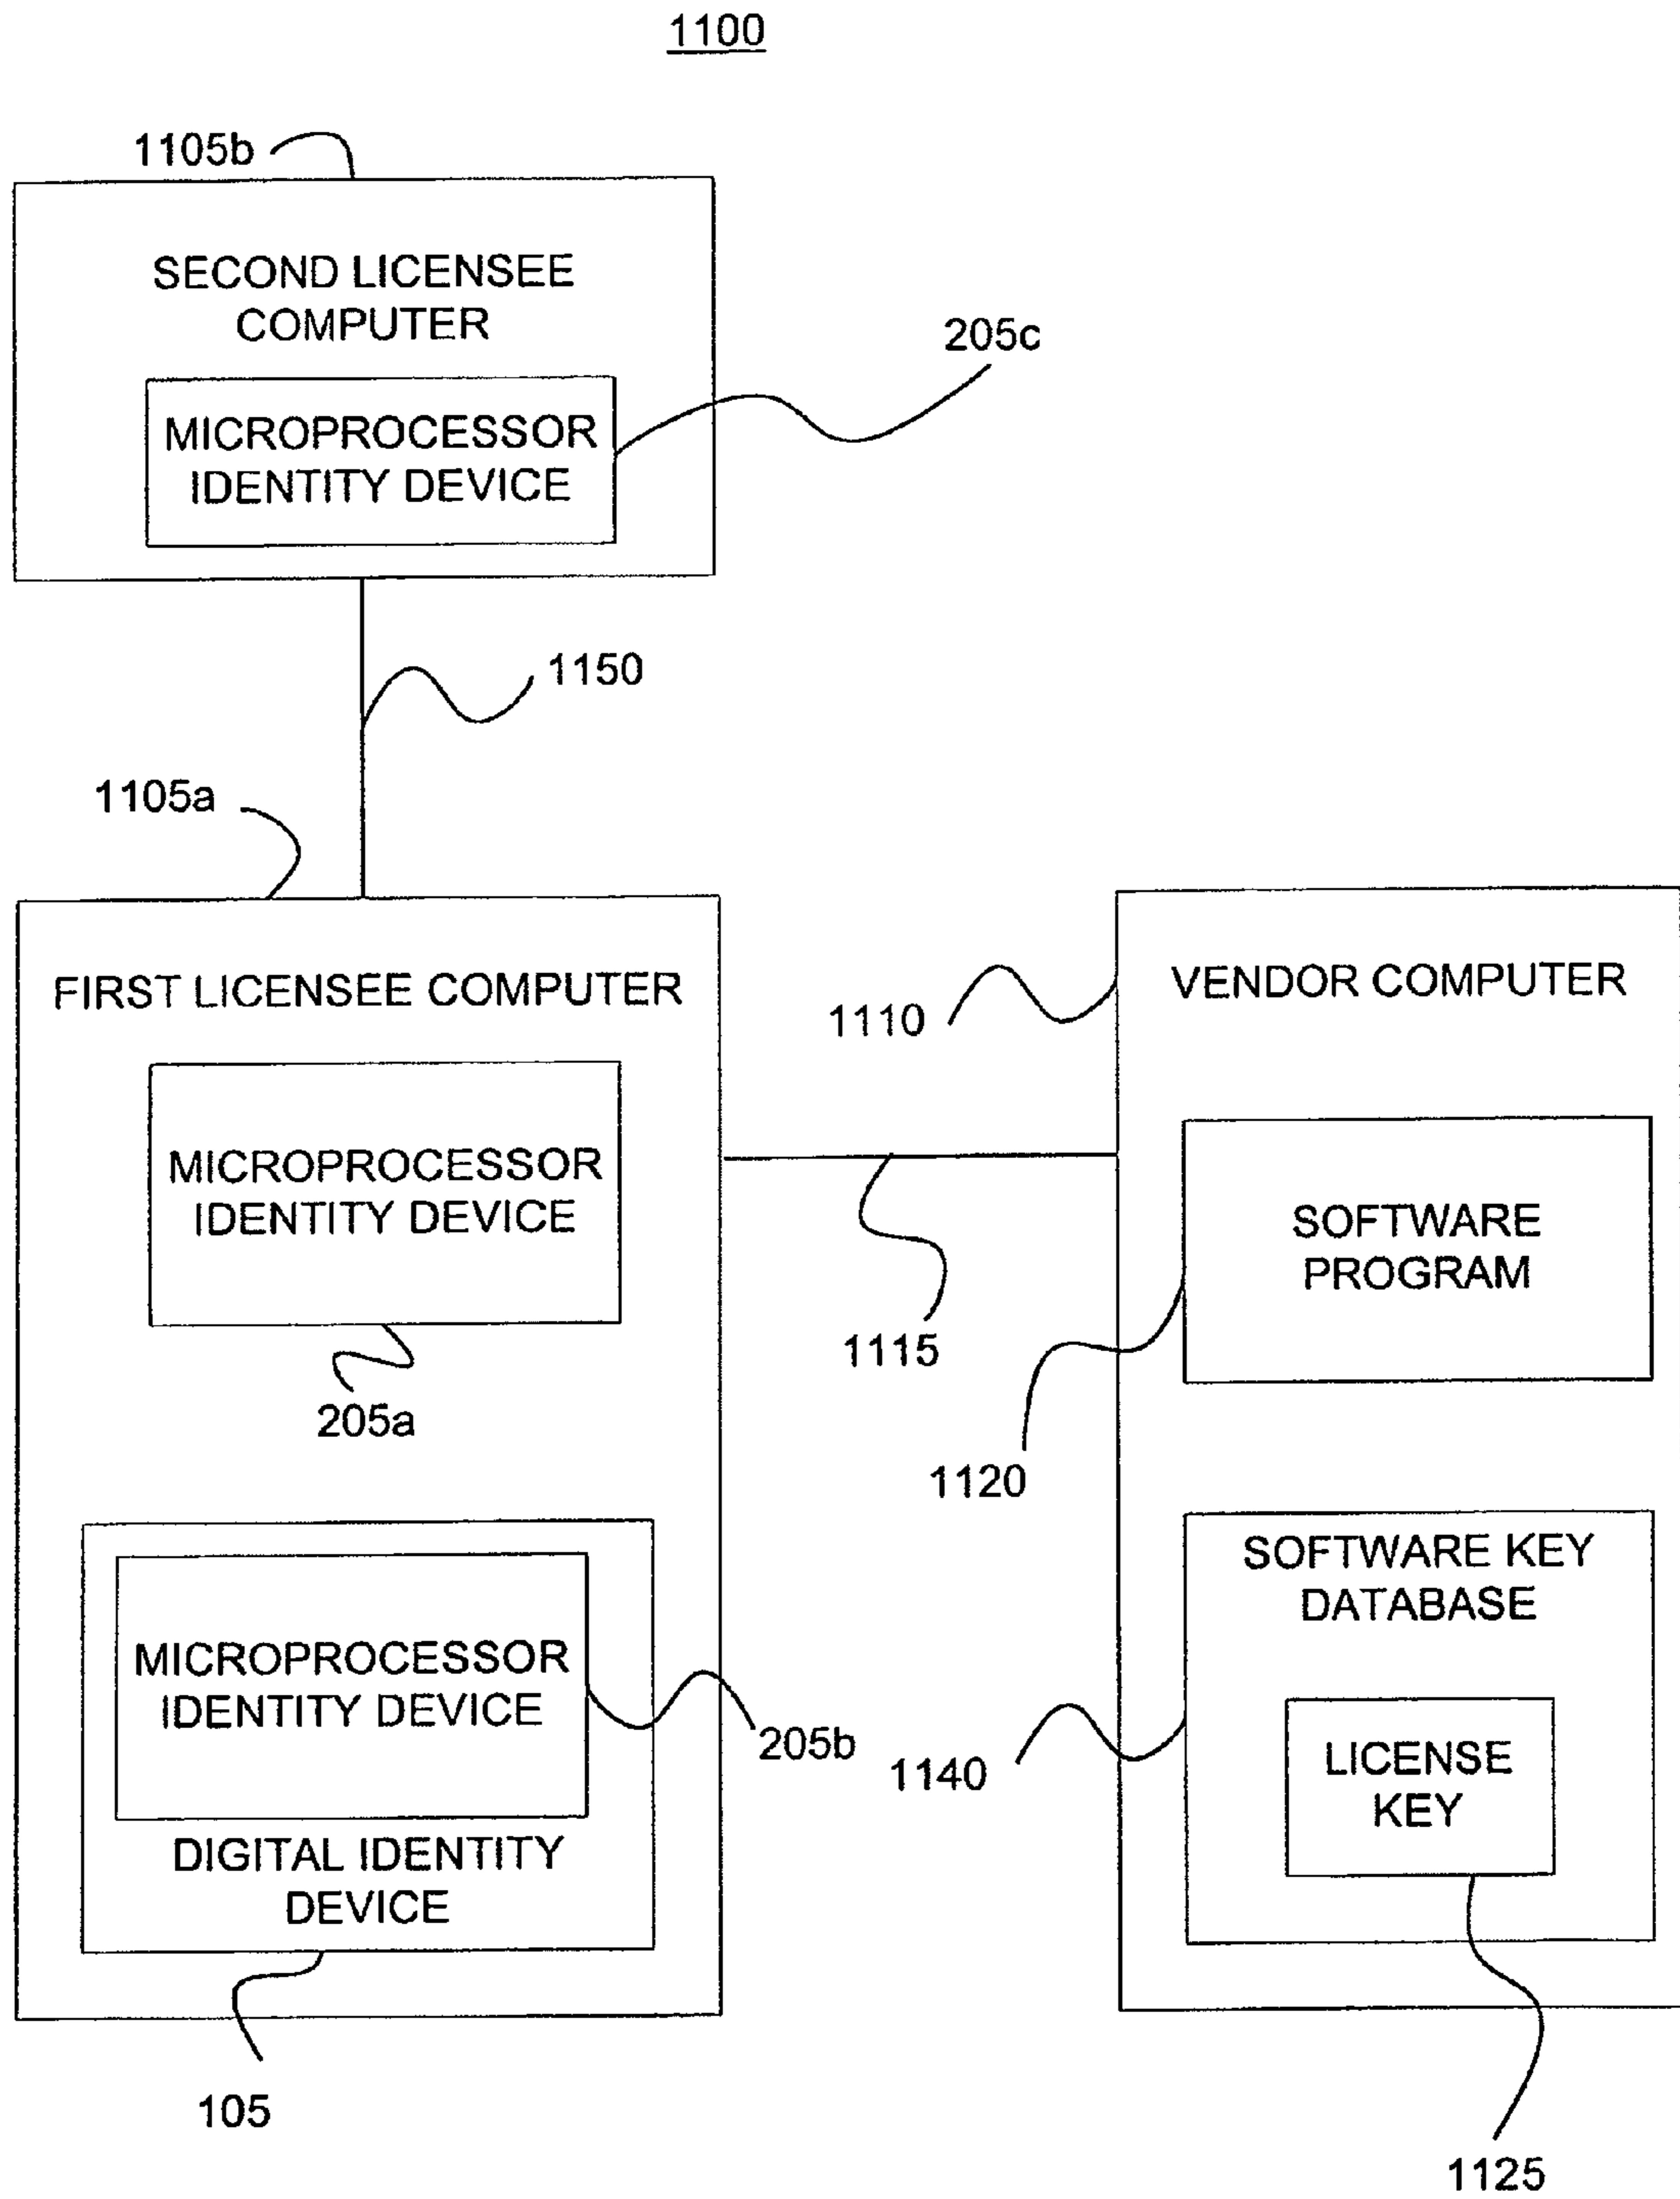 1100
1105b
SECOND LICENSEE
COMPUTER
205c
MICROPROCESSOR
IDENTITY DEVICE
1150
1105a
FIRST LICENSEE COMPUTER
MICROPROCESSOR
IDENTITY DEVICE
205a
MICROPROCESSOR
IDENTITY DEVICE
205b
DIGITAL IDENTITY
DEVICE
105
1110
VENDOR COMPUTER
1115
SOFTWARE
PROGRAM
1120
SOFTWARE KEY
DATABASE
1140
LICENSE
KEY
1125